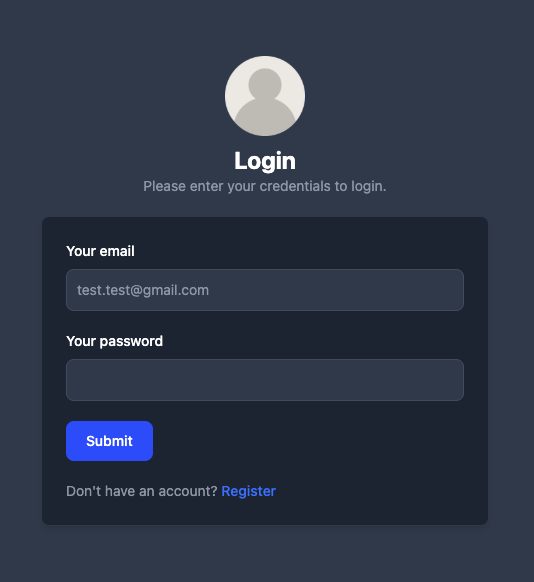 Login
Please enter your credentials to login.
Your email
test.test@gmail.com
Your password
Submit
Don't have an account? Register